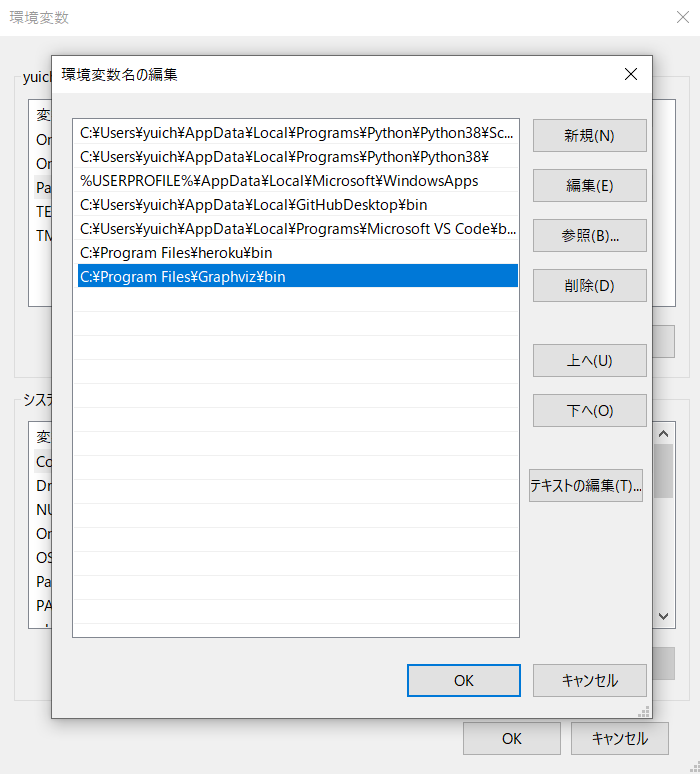 環境変数
環境変数名の編集
yuich
変
On
On
Pa
TE
TM
C:¥Users¥yuich¥AppData¥Local¥Programs¥Python¥Python38¥Sc...
C:¥Users¥yuich¥AppData¥Local¥Programs¥Python¥Python38¥
%USERPROFILE%¥AppData¥Local¥Microsoft¥WindowsApps
C:¥Users¥yuich¥AppData¥Local¥GitHubDesktop¥bin
C:¥Users¥yuich¥AppData¥Local¥Programs¥Microsoft VS Code¥b...
C:¥Program Files¥heroku¥bin
C:¥Program Files¥Graphviz¥bin
新規(N)
編集(E)
参照(B)...
削除(D)
上へ(U)
下へ(O)
テキストの編集(T)...
システ
変
Co
Dr
NU
On
OS
Pa
PA
OK
キャンセル
OK
キャンセル